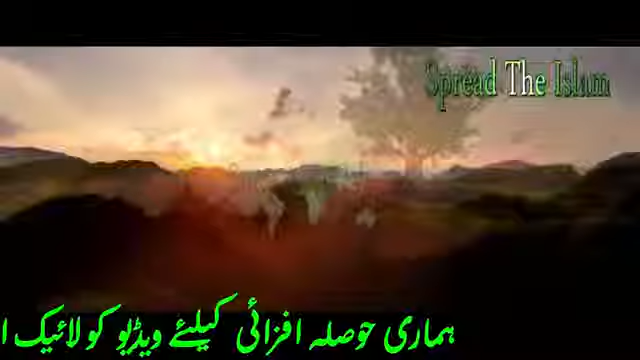 Spread The Islam
ہماری حوصلہ افزائی کیلئے ویڈیو کو لائیک ا